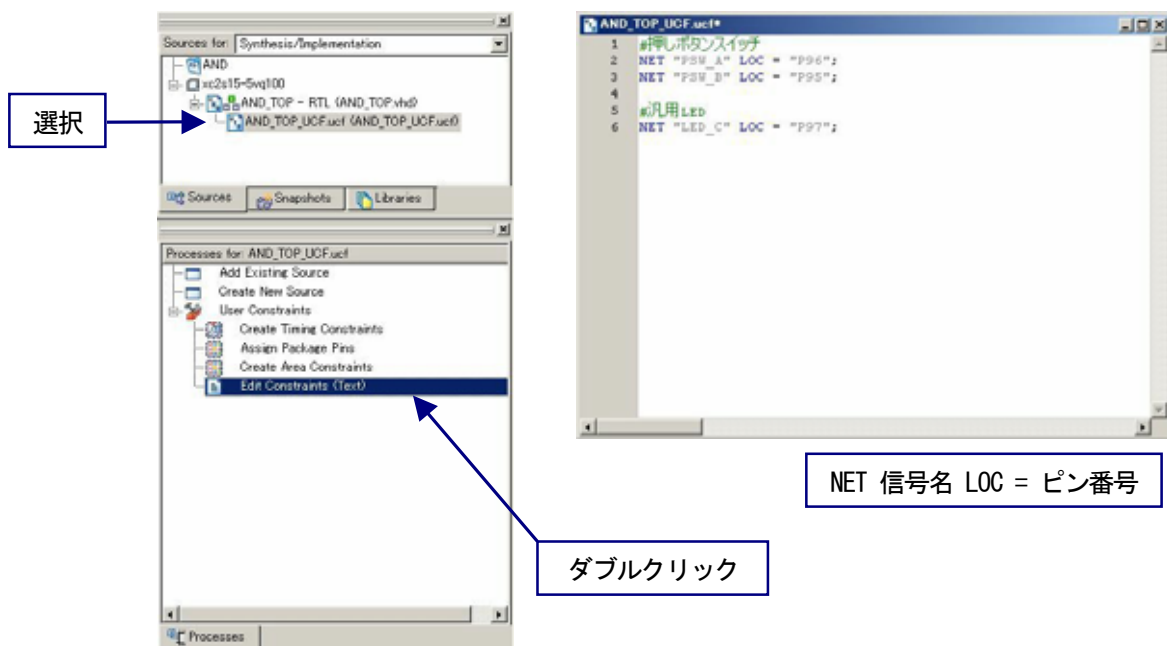 Sources for: Synthesis/Implementation
AND
xc2s15-5vq100
AND_TOP - RTL (AND_TOP.vhd)
AND_TOP_UCF.ucf (AND_TOP_UCF.ucf)
選択
Sources
Snapshots
Libraries
Processes for: AND_TOP_UCF.ucf
Add Existing Source
Create New Source
User Constraints
Create Timing Constraints
Assign Package Pins
Create Area Constraints
Edit Constraints (Text)
Processes
ダブルクリック
AND_TOP_UCF.ucf*
1 #押しボタンスイッチ
2 NET "PSW_A" LOC = "P96";
3 NET "PSW_B" LOC = "P95";
4
5 #汎用LED
6 NET "LED_C" LOC = "P97";
NET 信号名 LOC = ピン番号